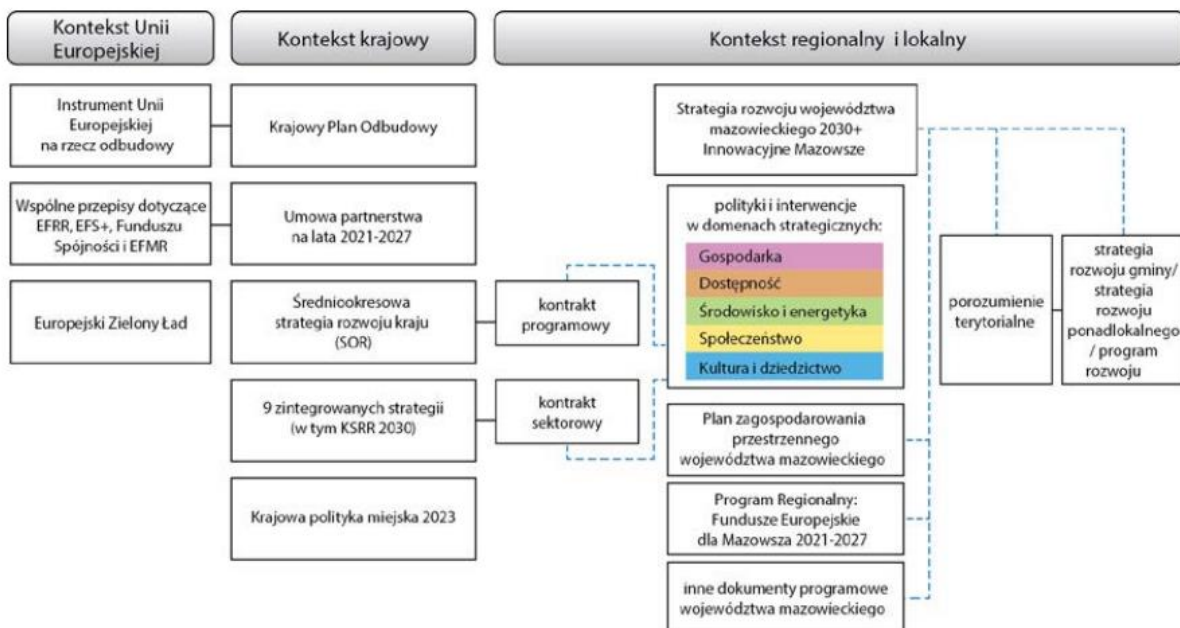 Kontekst Unii
Europejskiej
Kontekst krajowy
Kontekst regionalny i lokalny
Instrument Unii
Europejskiej
na rzecz odbudowy
Krajowy Plan Odbudowy
Strategia rozwoju województwa
mazowieckiego 2030+
Innowacyjne Mazowsze
Wspólne przepisy dotyczące
EFRR, EFS+, Funduszu
Spójności i EFMR
Umowa partnerstwa
na lata 2021-2027
polityki i interwencje
w domenach strategicznych:
Gospodarka
Dostępność
Środowisko i energetyka
Społeczeństwo
Kultura i dziedzictwo
porozumienie
terytorialne
strategia
rozwoju gminy/
strategia
rozwoju
ponadlokalnego
/ program
rozwoju
Europejski Zielony Ład
Średniookresowa
strategia rozwoju kraju
(SOR)
kontrakt
programowy
9 zintegrowanych strategii
(w tym KSRR 2030)
kontrakt
sektorowy
Plan zagospodarowania
przestrzennego
województwa mazowieckiego
Krajowa polityka miejska 2023
Program Regionalny:
Fundusze Europejskie
dla Mazowsza 2021-2027
inne dokumenty programowe
województwa mazowieckiego